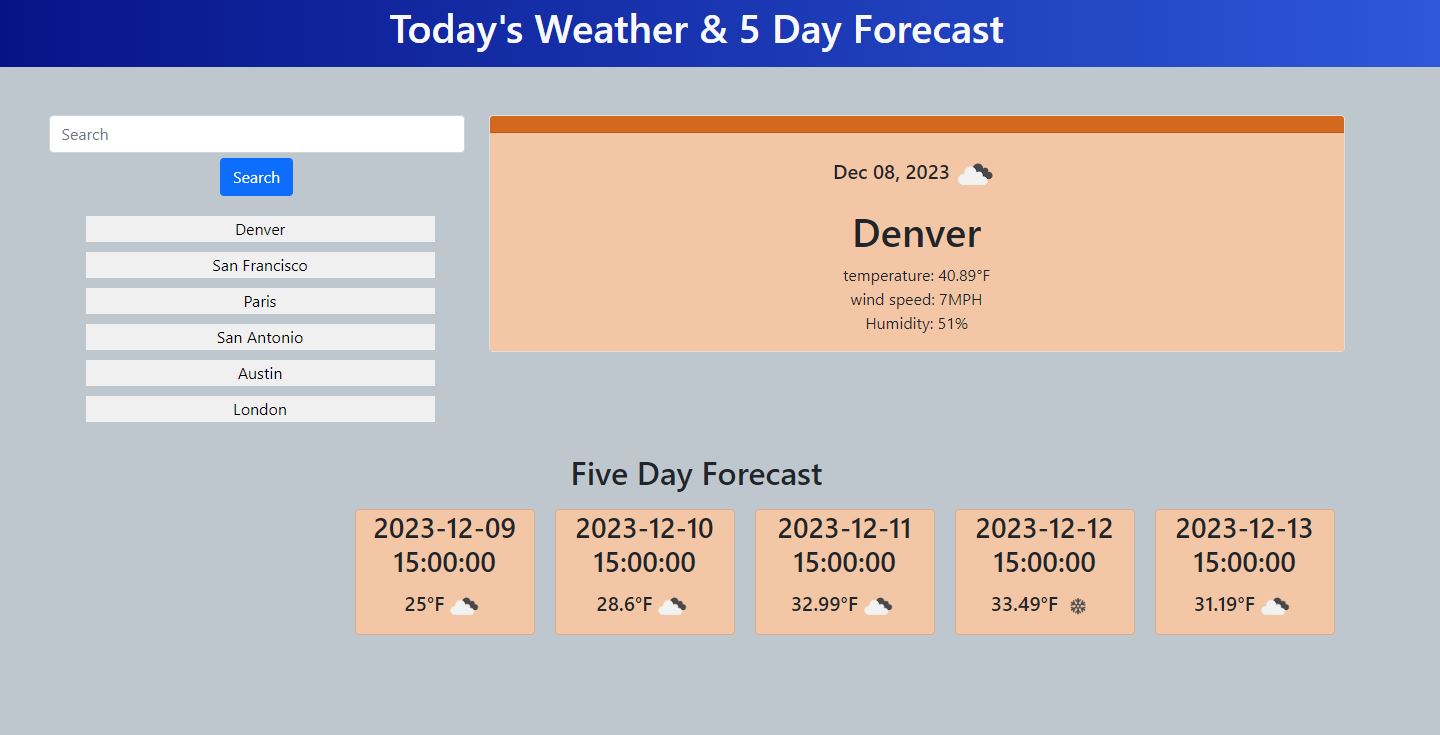 Today's Weather & 5 Day Forecast
Search
Search
Denver
San Francisco
Paris
San Antonio
Austin
London
Dec 08, 2023
Denver
temperature: 40.89°F
wind speed: 7MPH
Humidity: 51%
Five Day Forecast
2023-12-09
15:00:00
25°F
2023-12-10
15:00:00
28.6°F
2023-12-11
15:00:00
32.99°F
2023-12-12
15:00:00
33.49°F
2023-12-13
15:00:00
31.19°F